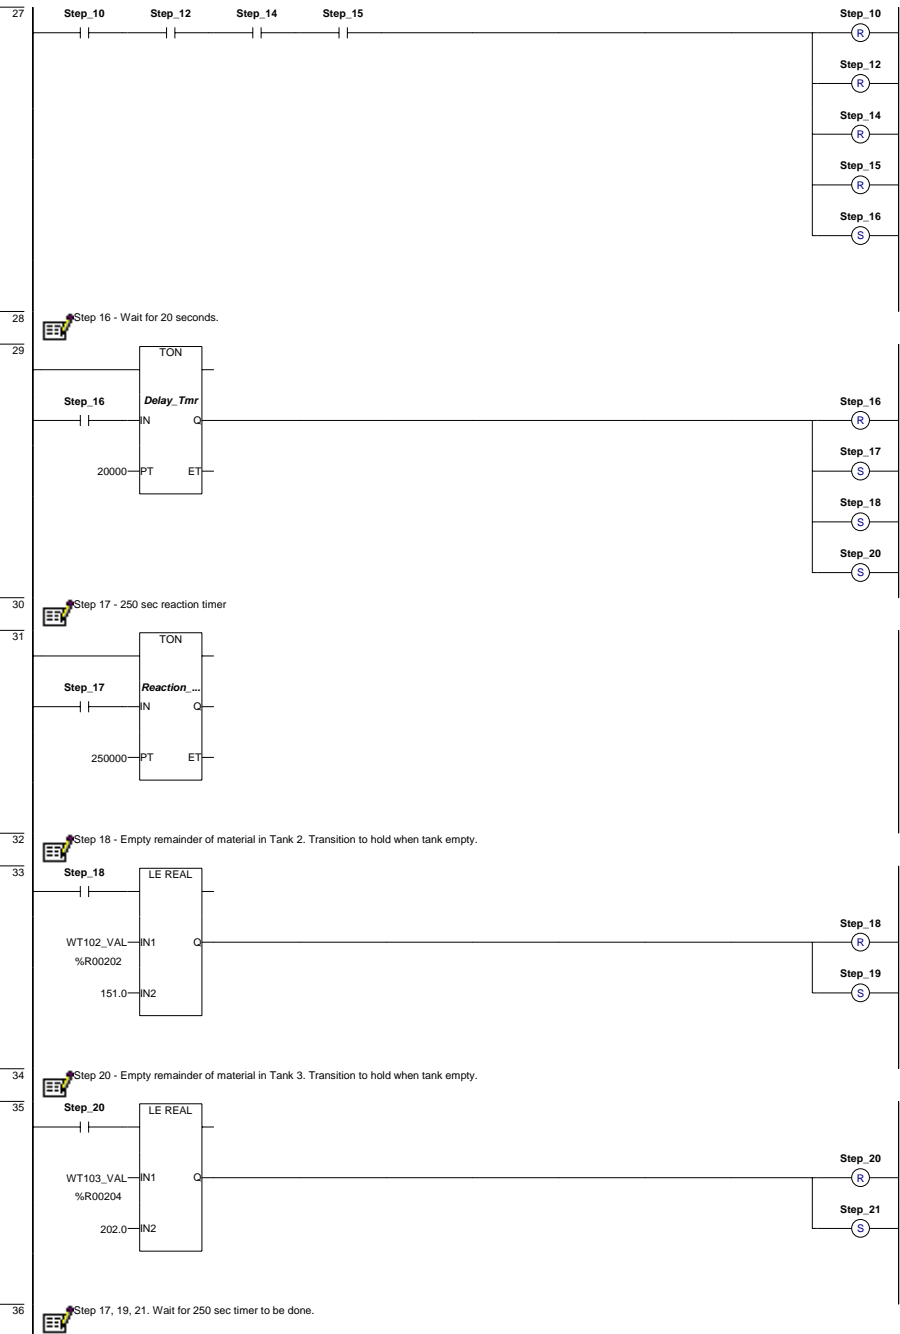 27 Step_10 Step_12 Step_14 Step_15 Step_10
R
Step_12
R
Step_14
R
Step_15
R
Step_16
S
28 Step 16 - Wait for 20 seconds.
29 TON
Step_16 Delay_Tmr Step_16
IN Q R
Step_17
20000 PT ET S
Step_18
S
Step_20
S
30 Step 17 - 250 sec reaction timer
31 TON
Step_17 Reaction_...
IN Q
250000 PT ET
32 Step 18 - Empty remainder of material in Tank 2. Transition to hold when tank empty.
33 Step_18 LE REAL
Step_18
WT102_VAL IN1 Q R
%R00202
Step_19
151.0 IN2 S
34 Step 20 - Empty remainder of material in Tank 3. Transition to hold when tank empty.
35 Step_20 LE REAL
Step_20
WT103_VAL IN1 Q R
%R00204
Step_21
202.0 IN2 S
36 Step 17, 19, 21. Wait for 250 sec timer to be done.